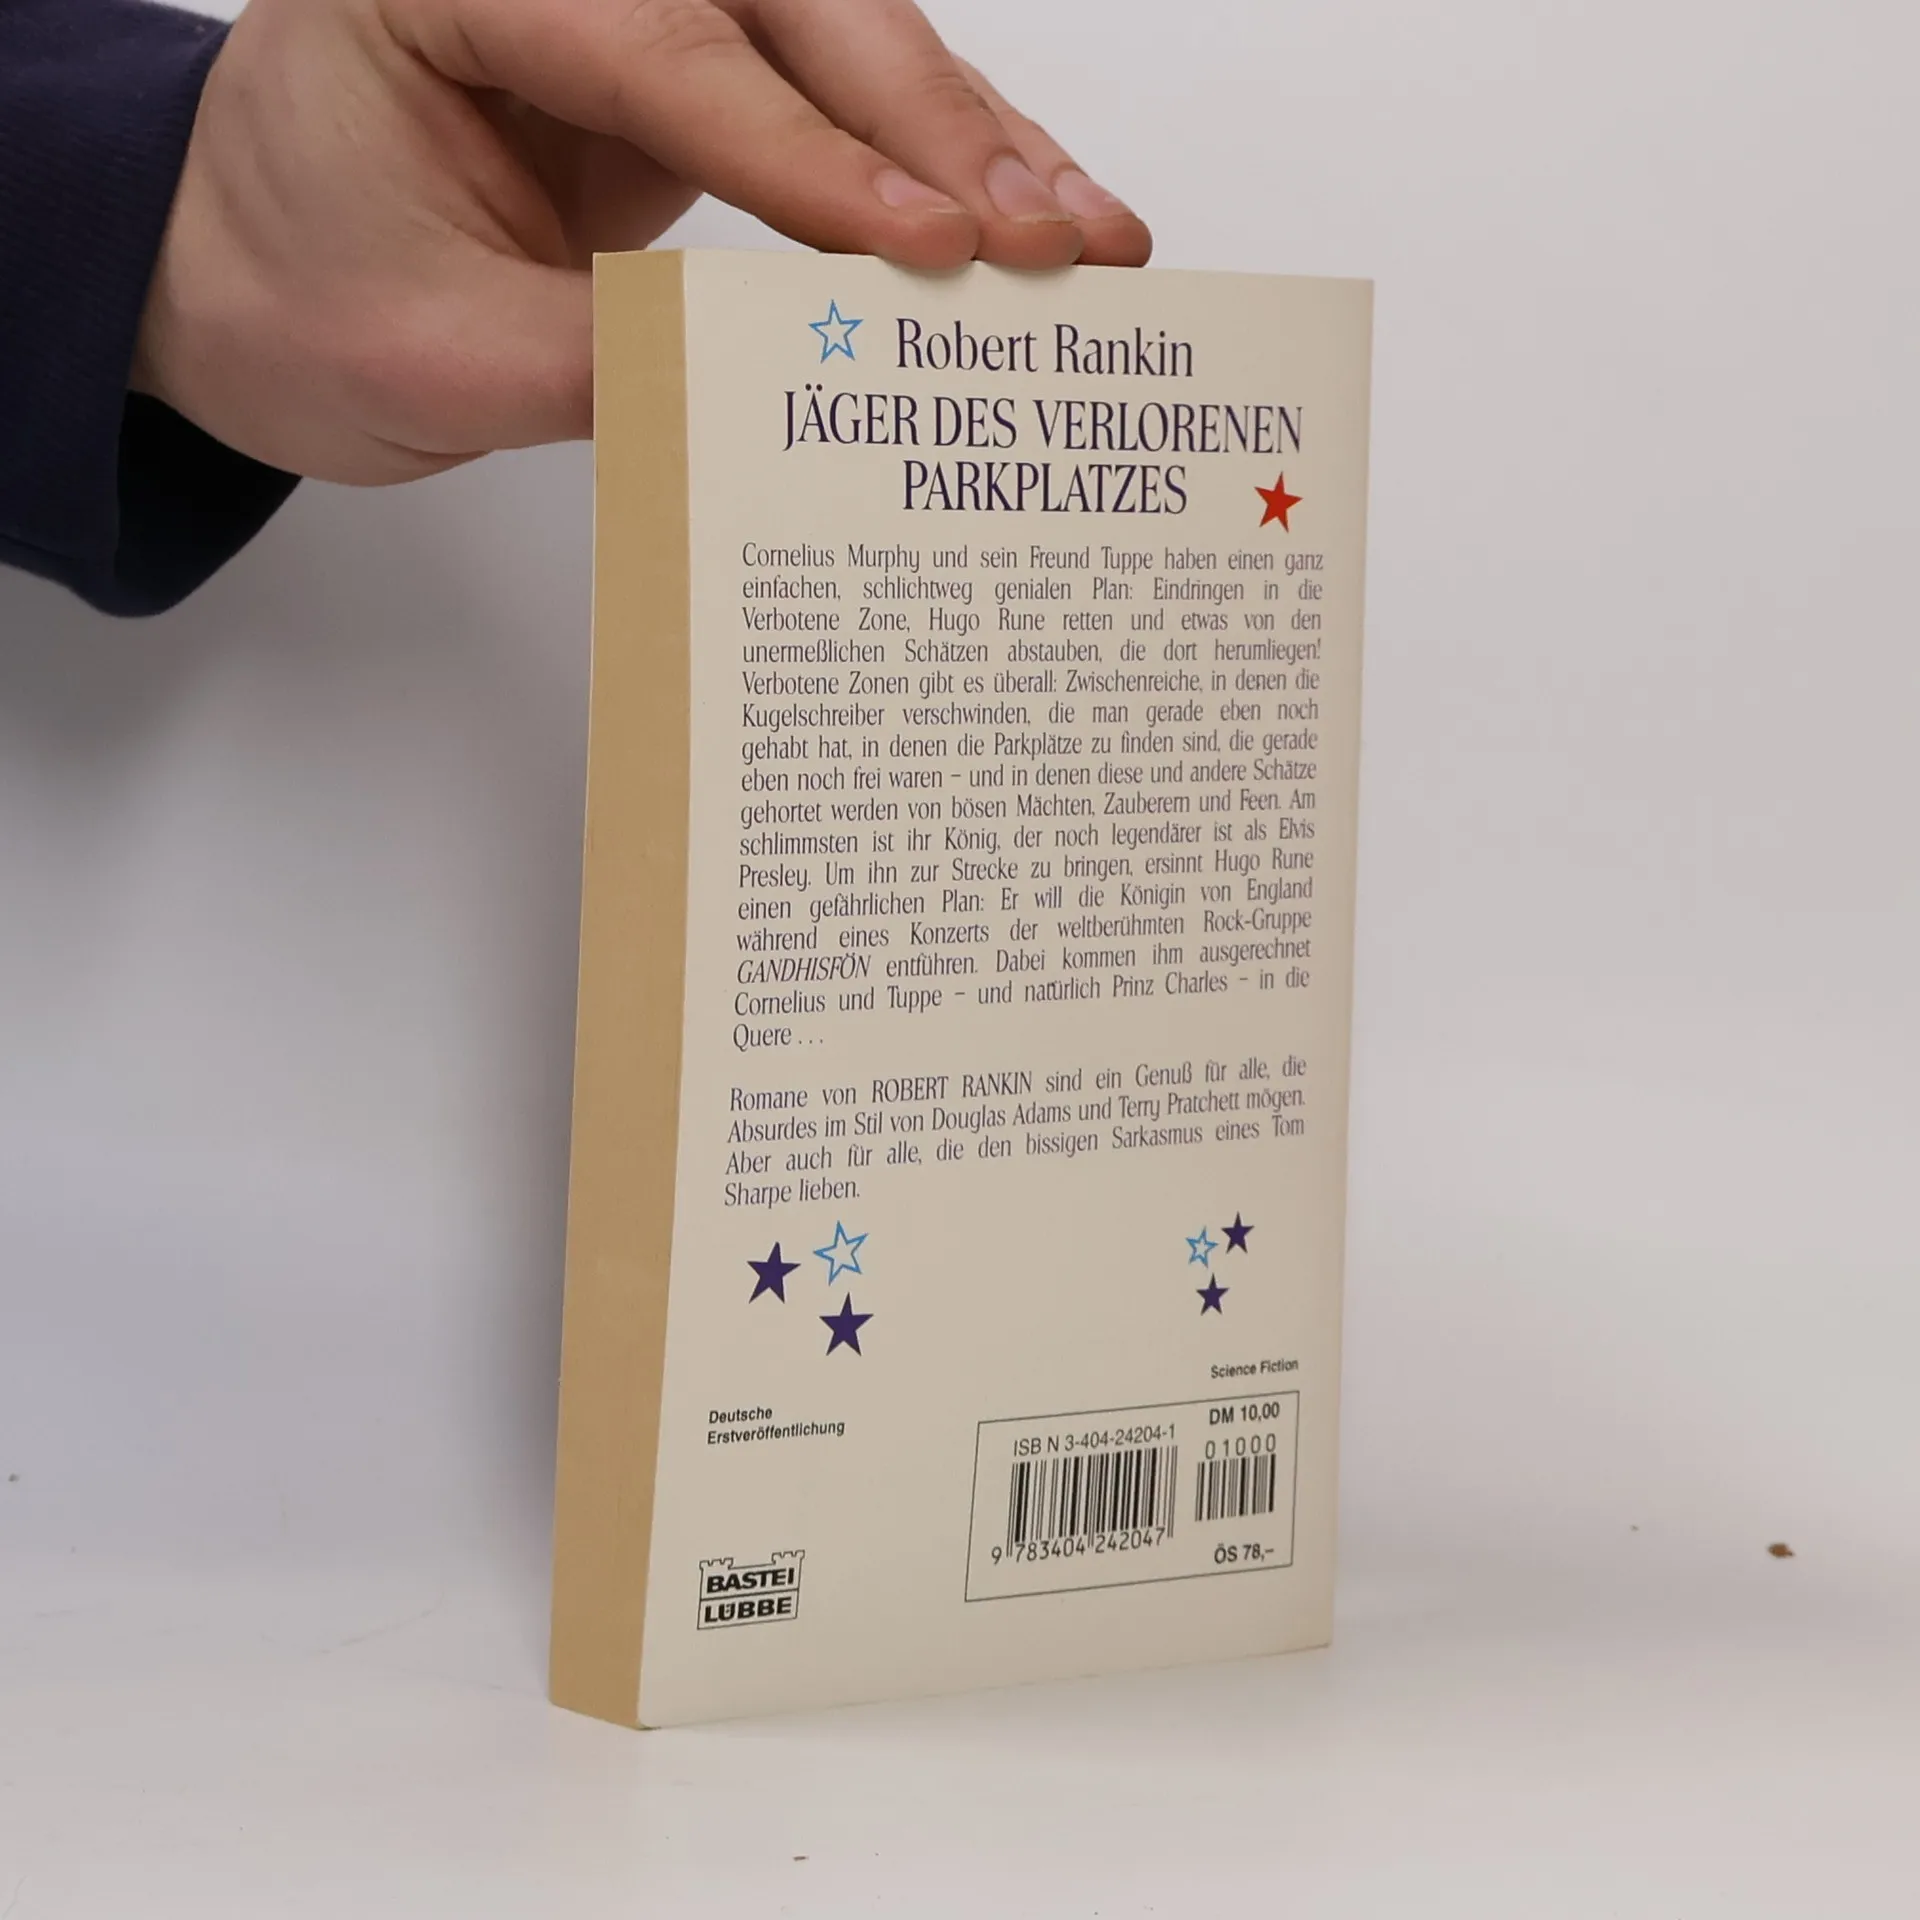 Robert Rankin
JÄGER DES VERLORENEN
PARKPLATZES
Cornelius Murphy und sein Freund Tuppe haben einen ganz
einfachen, schlichtweg genialen Plan: Eindringen in die
Verbotene Zone, Hugo Rune retten und etwas von den
unermeßlichen Schätzen abstauben, die dort herumliegen!
Verbotene Zonen gibt es überall: Zwischenreiche, in denen die
Kugelschreiber verschwinden, die man gerade eben noch
gehabt hat, in denen die Parkplätze zu finden sind, die gerade
eben noch frei waren – und in denen diese und andere Schätze
gehortet werden von bösen Mächten, Zauberern und Feen. Am
schlimmsten ist ihr König, der noch legendärer ist als Elvis
Presley. Um ihn zur Strecke zu bringen, ersinnt Hugo Rune
einen gefährlichen Plan: Er will die Königin von England
während eines Konzerts der weltberühmten Rock-Gruppe
GANDHISFÖN entführen. Dabei kommen ihm ausgerechnet
Cornelius und Tuppe – und natürlich Prinz Charles – in die
Quere ...
Romane von ROBERT RANKIN sind ein Genuß für alle, die
Absurdes im Stil von Douglas Adams und Terry Pratchett mögen.
Aber auch für alle, die den bissigen Sarkasmus eines Tom
Sharpe lieben.
Science Fiction
Deutsche
Erstveröffentlichung
DM 10,00
ISBN 3-404-24204-1
01000
9 783404 242047
ÖS 78,–
BASTEI
LÜBBE